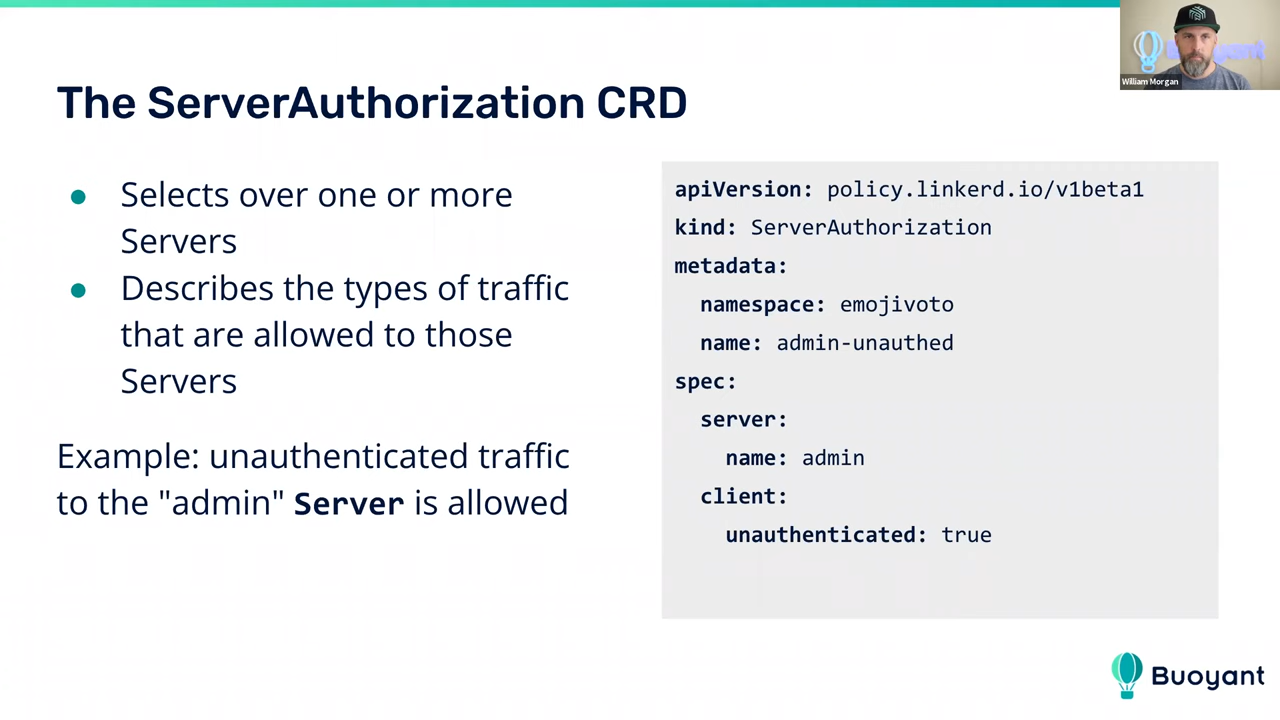 The ServerAuthorization CRD
● Selects over one or more
Servers
● Describes the types of traffic
that are allowed to those
Servers
Example: unauthenticated traffic
to the "admin" Server is allowed
apiVersion: policy.linkerd.io/v1beta1
kind: ServerAuthorization
metadata:
  namespace: emojivoto
  name: admin-unauthed
spec:
  server:
    name: admin
  client:
    unauthenticated: true
William Morgan
Buoyant